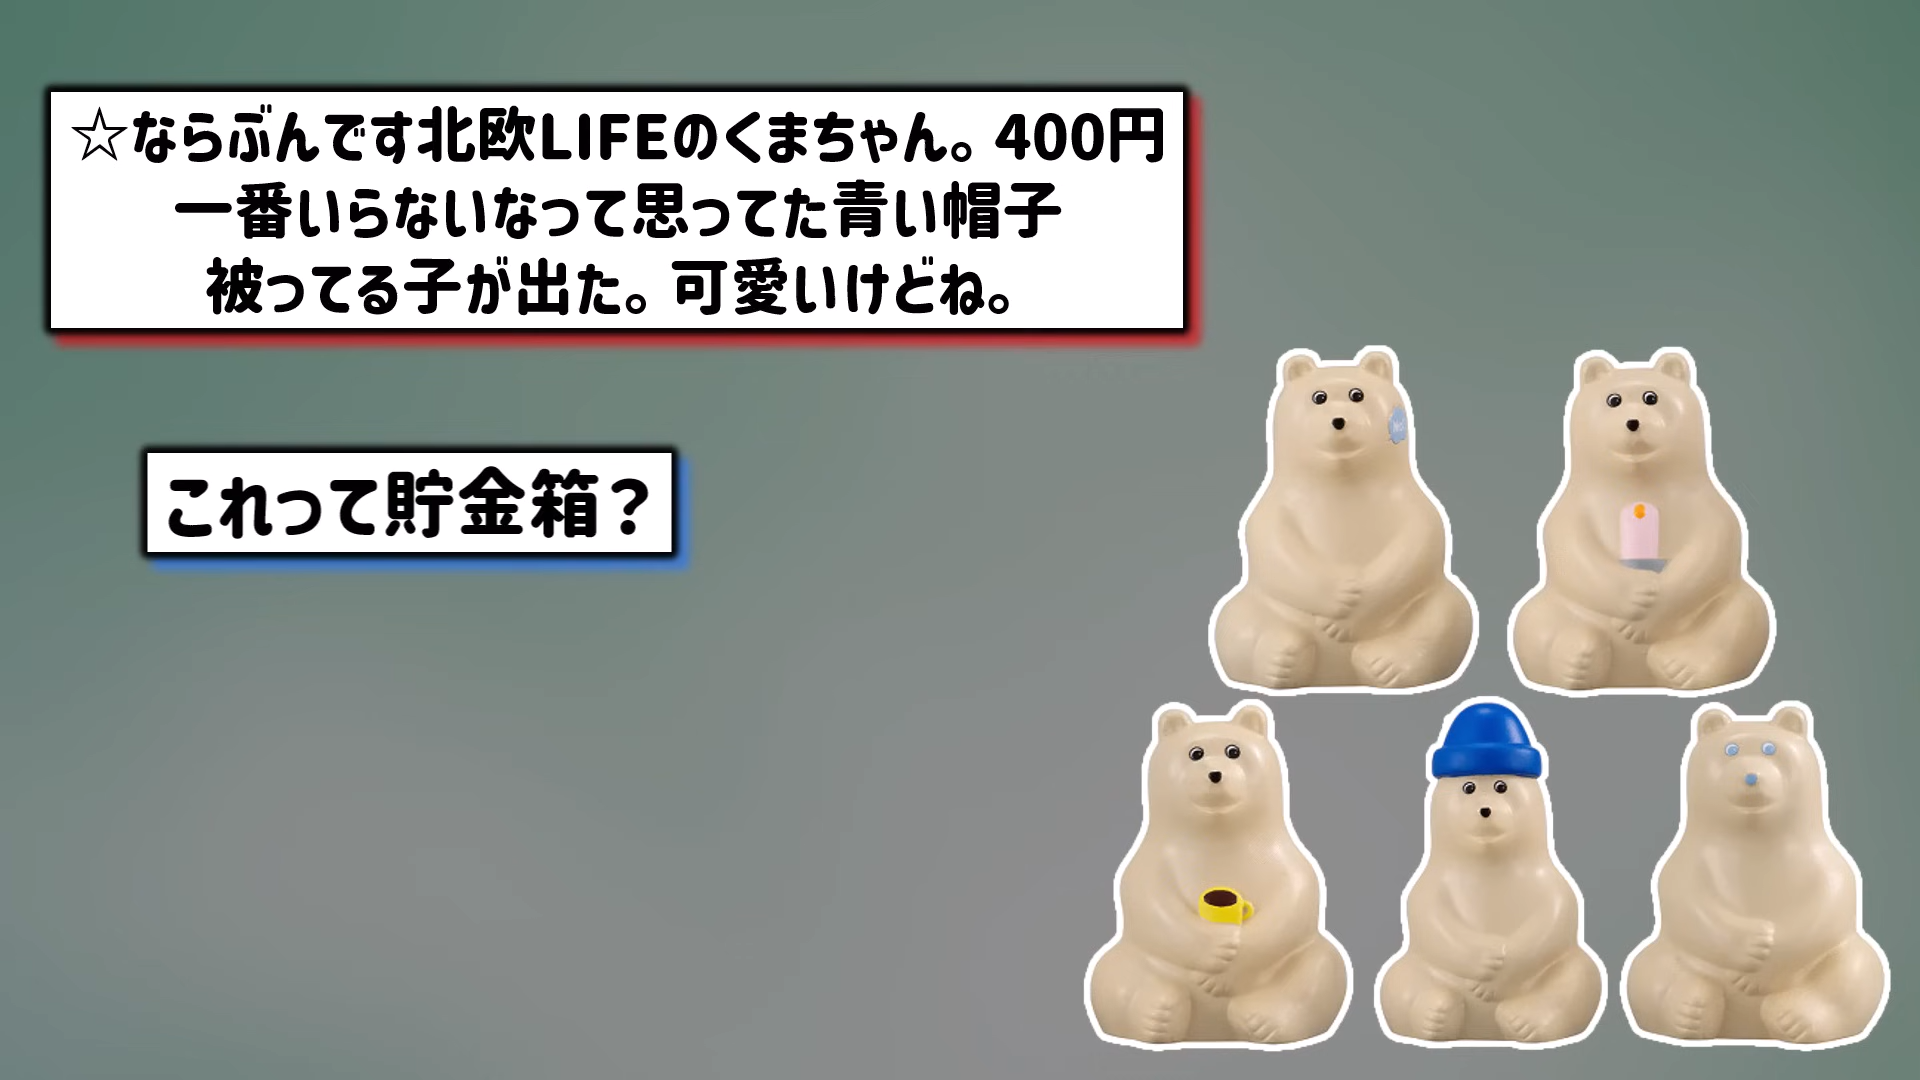 ☆ならぶんです北欧LIFEのくまちゃん。400円
一番いらないなって思ってた青い帽子
被ってる子が出た。可愛いけどね。
これって貯金箱？